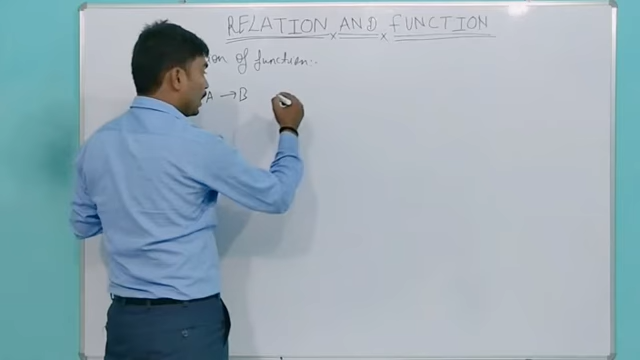 RELATION AND FUNCTION
of function:-
A → B